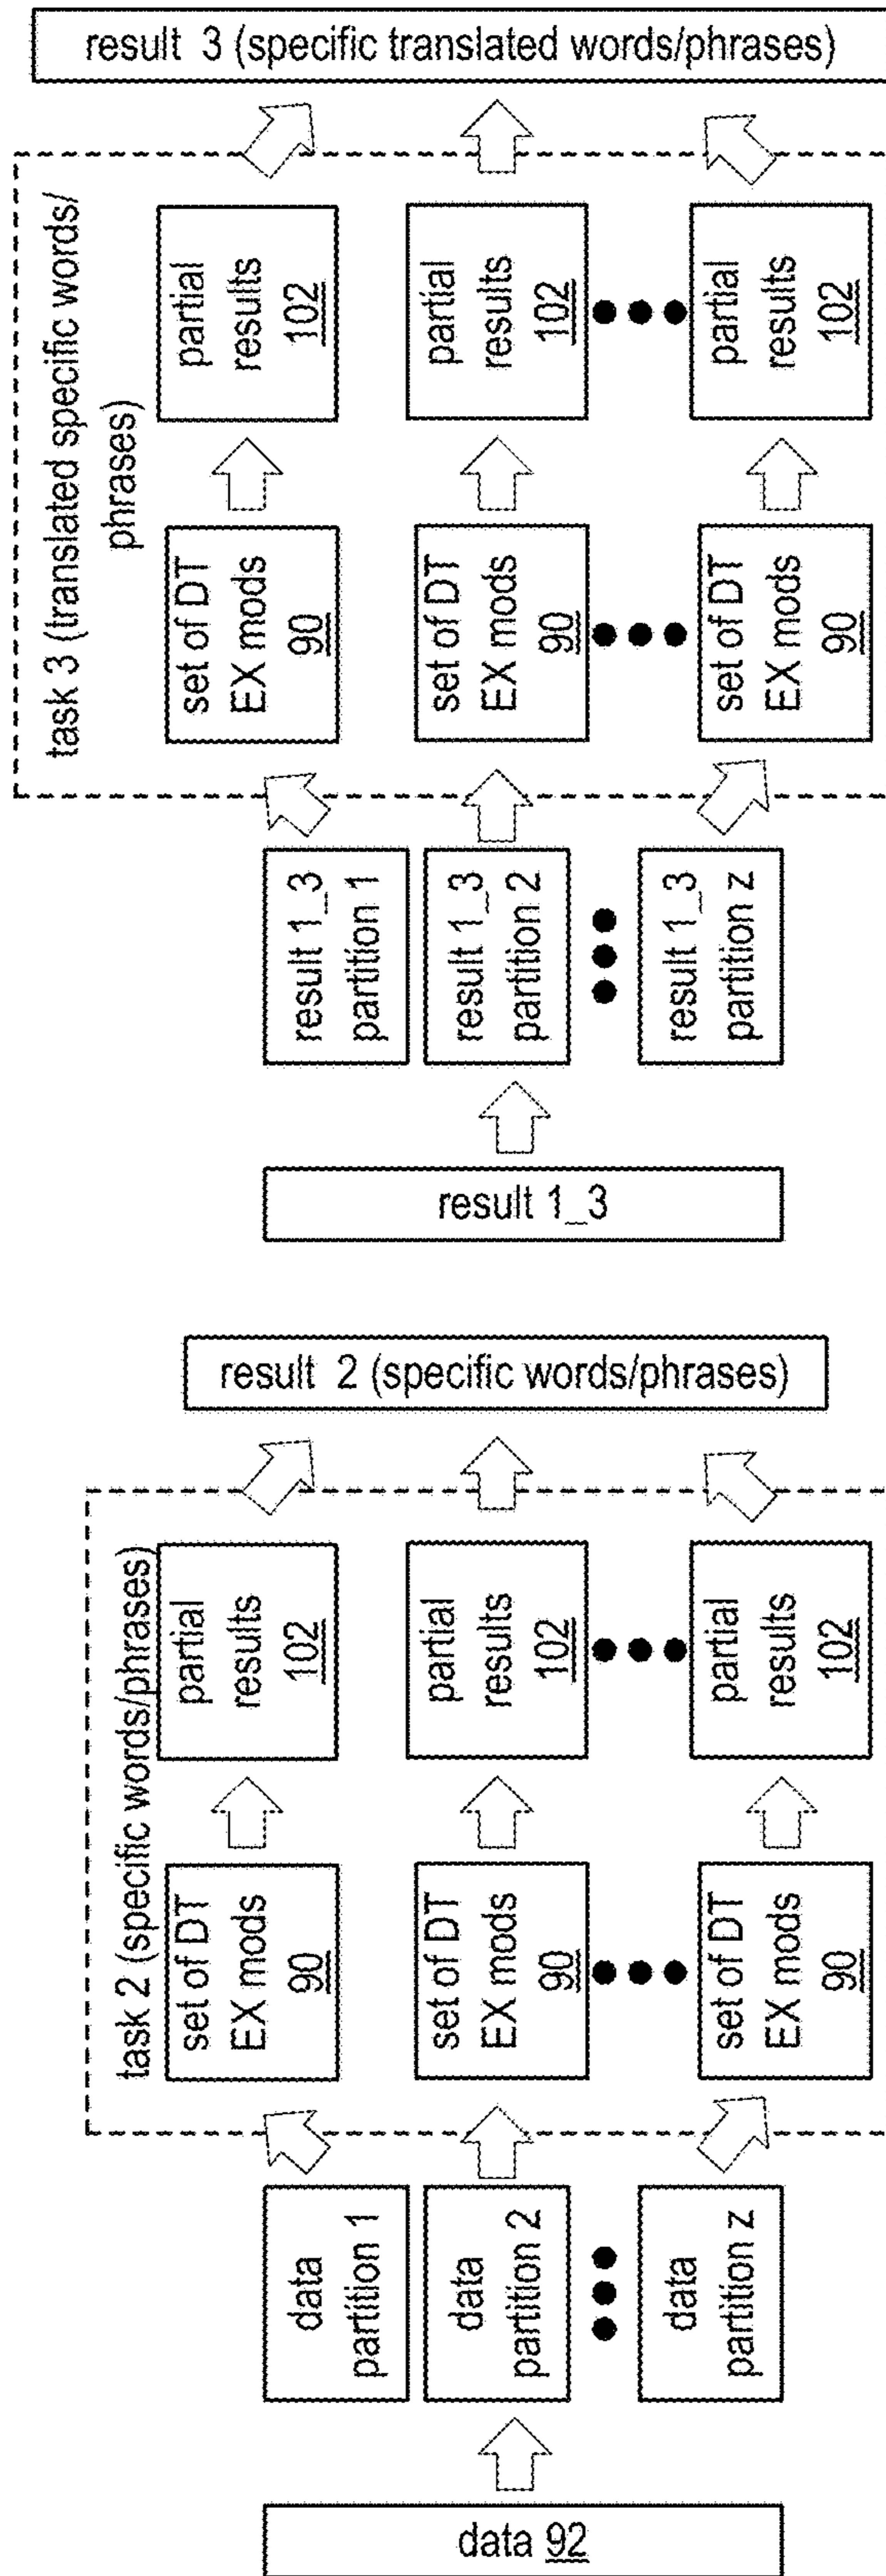 data 92
data
partition 1
data
partition 2
data
partition z
task 2 (specific words/phrases)
set of DT
EX mods
90
partial
results
102
set of DT
EX mods
90
partial
results
102
set of DT
EX mods
90
partial
results
102
result 2 (specific words/phrases)
result 1_3
result 1_3
partition 1
result 1_3
partition 2
result 1_3
partition z
task 3 (translated specific words/
phrases)
set of DT
EX mods
90
partial
results
102
set of DT
EX mods
90
partial
results
102
set of DT
EX mods
90
partial
results
102
result 3 (specific translated words/phrases)